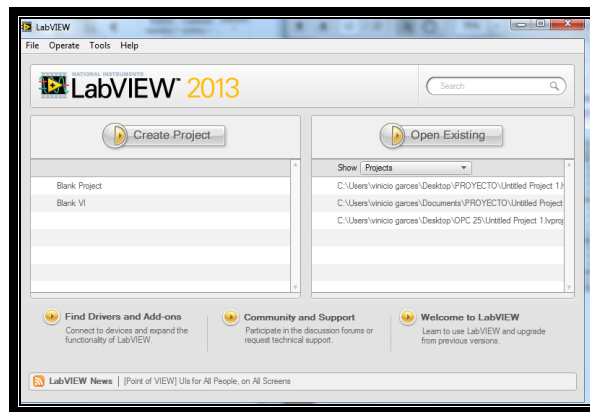 LabVIEW
File Operate Tools Help
NATIONAL INSTRUMENTS
LabVIEW™ 2013
Search
Create Project
Blank Project
Blank VI
Open Existing
Show Projects
C:\Users\vinicio garces\Desktop\PROYECTO\Untitled Project 1.lv
C:\Users\vinicio garces\Documents\PROYECTO\Untitled Project
C:\Users\vinicio garces\Desktop\OPC 25\Untitled Project 1.lvproj
Find Drivers and Add-ons
Connect to devices and expand the
functionality of LabVIEW.
Community and Support
Participate in the discussion forums or
request technical support.
Welcome to LabVIEW
Learn to use LabVIEW and upgrade
from previous versions.
LabVIEW News | [Point of VIEW] UIs for All People, on All Screens